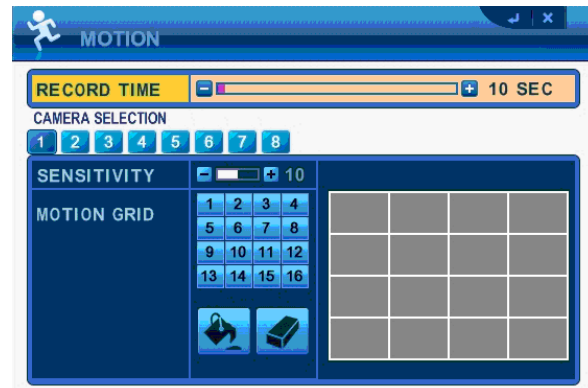 MOTION
RECORD TIME 10 SEC
CAMERA SELECTION
1 2 3 4 5 6 7 8
SENSITIVITY 10
MOTION GRID
1 2 3 4
5 6 7 8
9 10 11 12
13 14 15 16